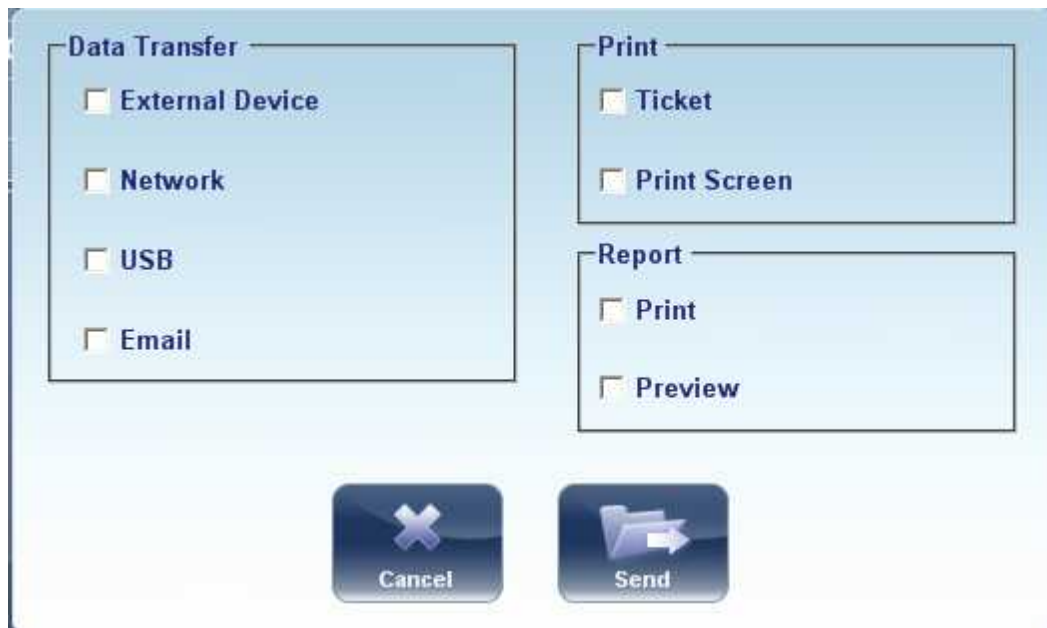 Data Transfer
External Device
Network
USB
Email
Print
Ticket
Print Screen
Report
Print
Preview
Cancel
Send